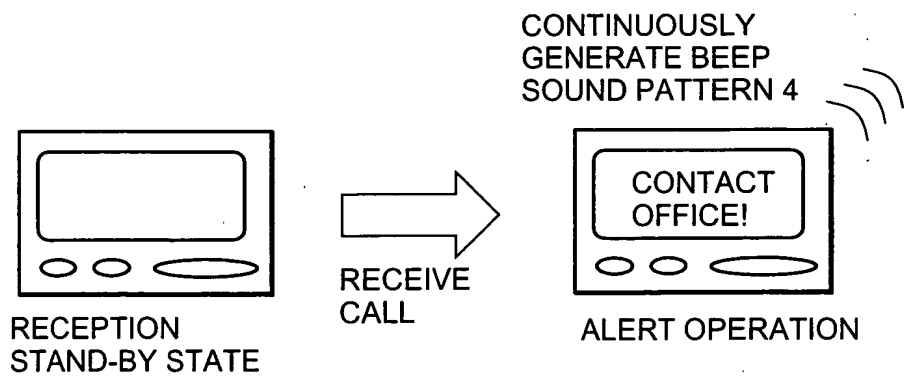 CONTINUOUSLY
GENERATE BEEP
SOUND PATTERN 4
CONTACT
OFFICE!
RECEIVE
CALL
RECEPTION
STAND-BY STATE
ALERT OPERATION